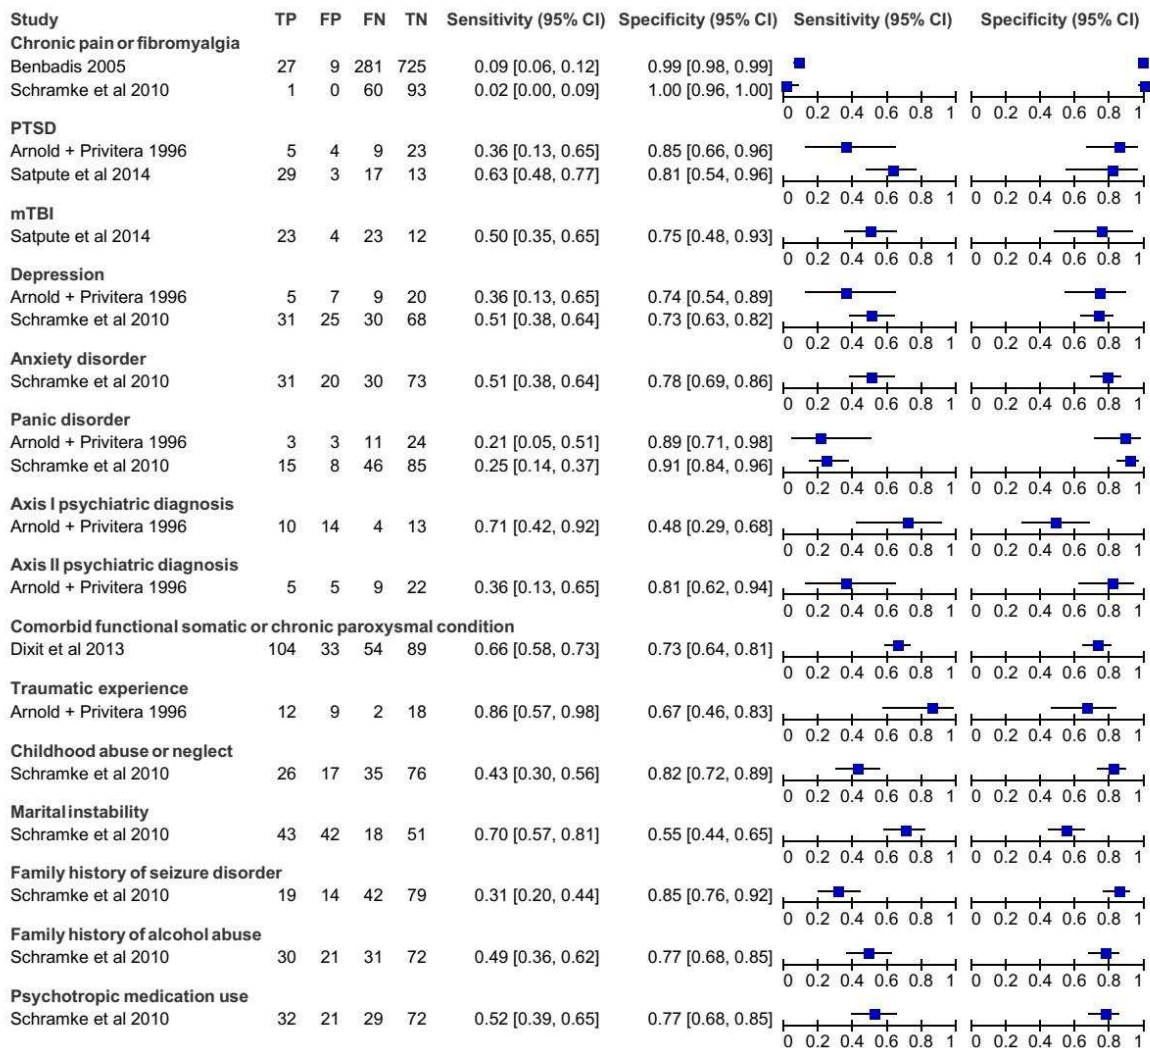 Study TP FP FN TN Sensitivity (95% CI) Specificity (95% CI) Sensitivity (95% CI) Specificity (95% CI)
Chronic pain or fibromyalgia
Benbadis 2005 27 9 281 725 0.09 [0.06, 0.12] 0.99 [0.98, 0.99]
Schramke et al 2010 1 0 60 93 0.02 [0.00, 0.09] 1.00 [0.96, 1.00]
0 0.2 0.4 0.6 0.8 1 0 0.2 0.4 0.6 0.8 1
PTSD
Arnold + Privitera 1996 5 4 9 23 0.36 [0.13, 0.65] 0.85 [0.66, 0.96]
Satpute et al 2014 29 3 17 13 0.63 [0.48, 0.77] 0.81 [0.54, 0.96]
0 0.2 0.4 0.6 0.8 1 0 0.2 0.4 0.6 0.8 1
mTBI
Satpute et al 2014 23 4 23 12 0.50 [0.35, 0.65] 0.75 [0.48, 0.93]
0 0.2 0.4 0.6 0.8 1 0 0.2 0.4 0.6 0.8 1
Depression
Arnold + Privitera 1996 5 7 9 20 0.36 [0.13, 0.65] 0.74 [0.54, 0.89]
Schramke et al 2010 31 25 30 68 0.51 [0.38, 0.64] 0.73 [0.63, 0.82]
0 0.2 0.4 0.6 0.8 1 0 0.2 0.4 0.6 0.8 1
Anxiety disorder
Schramke et al 2010 31 20 30 73 0.51 [0.38, 0.64] 0.78 [0.69, 0.86]
0 0.2 0.4 0.6 0.8 1 0 0.2 0.4 0.6 0.8 1
Panic disorder
Arnold + Privitera 1996 3 3 11 24 0.21 [0.05, 0.51] 0.89 [0.71, 0.98]
Schramke et al 2010 15 8 46 85 0.25 [0.14, 0.37] 0.91 [0.84, 0.96]
0 0.2 0.4 0.6 0.8 1 0 0.2 0.4 0.6 0.8 1
Axis I psychiatric diagnosis
Arnold + Privitera 1996 10 14 4 13 0.71 [0.42, 0.92] 0.48 [0.29, 0.68]
0 0.2 0.4 0.6 0.8 1 0 0.2 0.4 0.6 0.8 1
Axis II psychiatric diagnosis
Arnold + Privitera 1996 5 5 9 22 0.36 [0.13, 0.65] 0.81 [0.62, 0.94]
0 0.2 0.4 0.6 0.8 1 0 0.2 0.4 0.6 0.8 1
Comorbid functional somatic or chronic paroxysmal condition
Dixit et al 2013 104 33 54 89 0.66 [0.58, 0.73] 0.73 [0.64, 0.81]
0 0.2 0.4 0.6 0.8 1 0 0.2 0.4 0.6 0.8 1
Traumatic experience
Arnold + Privitera 1996 12 9 2 18 0.86 [0.57, 0.98] 0.67 [0.46, 0.83]
0 0.2 0.4 0.6 0.8 1 0 0.2 0.4 0.6 0.8 1
Childhood abuse or neglect
Schramke et al 2010 26 17 35 76 0.43 [0.30, 0.56] 0.82 [0.72, 0.89]
0 0.2 0.4 0.6 0.8 1 0 0.2 0.4 0.6 0.8 1
Marital instability
Schramke et al 2010 43 42 18 51 0.70 [0.57, 0.81] 0.55 [0.44, 0.65]
0 0.2 0.4 0.6 0.8 1 0 0.2 0.4 0.6 0.8 1
Family history of seizure disorder
Schramke et al 2010 19 14 42 79 0.31 [0.20, 0.44] 0.85 [0.76, 0.92]
0 0.2 0.4 0.6 0.8 1 0 0.2 0.4 0.6 0.8 1
Family history of alcohol abuse
Schramke et al 2010 30 21 31 72 0.49 [0.36, 0.62] 0.77 [0.68, 0.85]
0 0.2 0.4 0.6 0.8 1 0 0.2 0.4 0.6 0.8 1
Psychotropic medication use
Schramke et al 2010 32 21 29 72 0.52 [0.39, 0.65] 0.77 [0.68, 0.85]
0 0.2 0.4 0.6 0.8 1 0 0.2 0.4 0.6 0.8 1